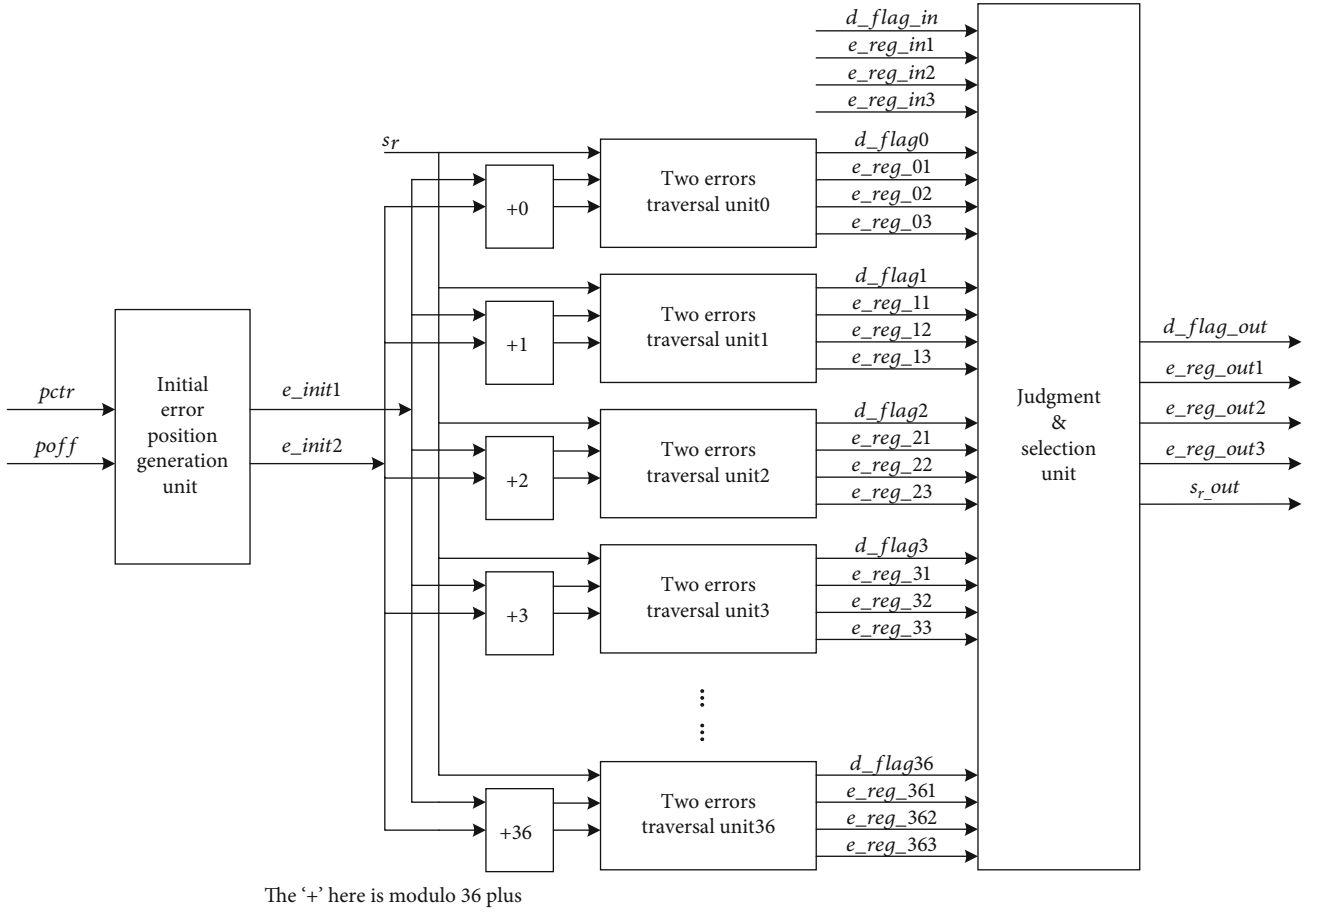 d_flag_in
e_reg_in1
e_reg_in2
e_reg_in3
s_r
+0
Two errors
traversal unit0
d_flag0
e_reg_01
e_reg_02
e_reg_03
+1
Two errors
traversal unit1
d_flag1
e_reg_11
e_reg_12
e_reg_13
pctr
poff
Initial
error
position
generation
unit
e_init1
e_init2
+2
Two errors
traversal unit2
d_flag2
e_reg_21
e_reg_22
e_reg_23
+3
Two errors
traversal unit3
d_flag3
e_reg_31
e_reg_32
e_reg_33
+36
Two errors
traversal unit36
d_flag36
e_reg_361
e_reg_362
e_reg_363
Judgment
&
selection
unit
d_flag_out
e_reg_out1
e_reg_out2
e_reg_out3
s_r_out
The ‘+’ here is modulo 36 plus